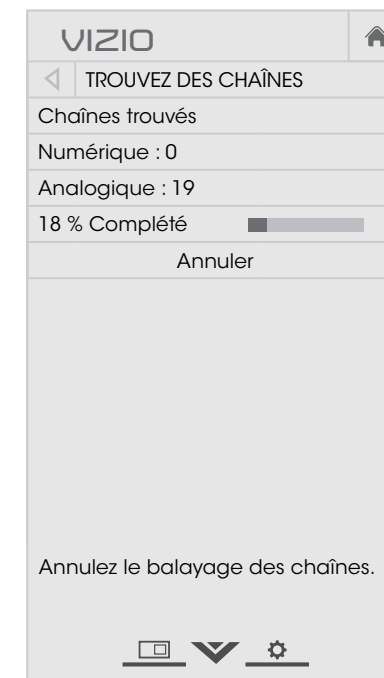 VIZIO
TROUVEZ DES CHAÎNES
Chaînes trouvés
Numérique : 0
Analogique : 19
18 % Complété
Annuler
Annulez le balayage des chaînes.